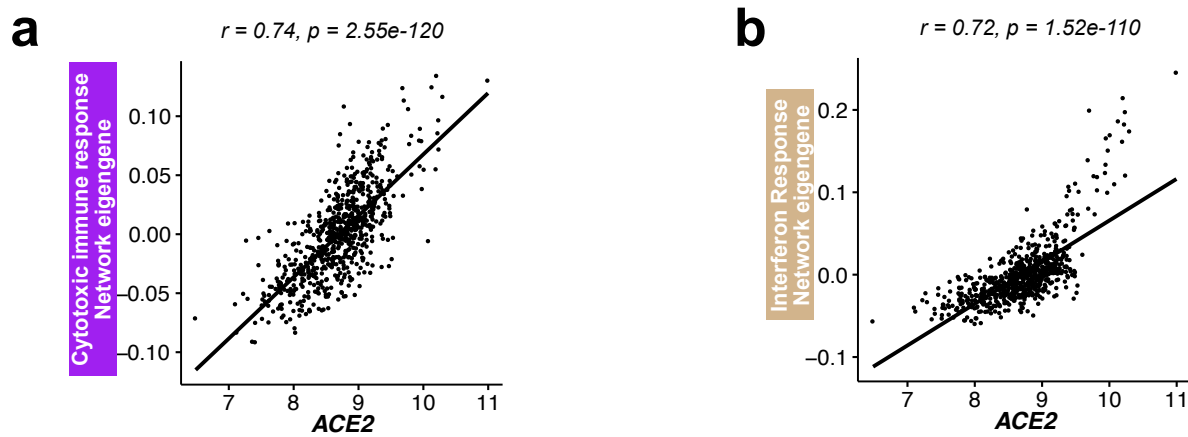 a
r = 0.74, p = 2.55e-120
Cytotoxic immune response
Network eigengene
0.10
0.05
0.00
−0.05
−0.10
7 8 9 10 11
ACE2
b
r = 0.72, p = 1.52e-110
Interferon Response
Network eigengene
0.2
0.1
0.0
−0.1
7 8 9 10 11
ACE2